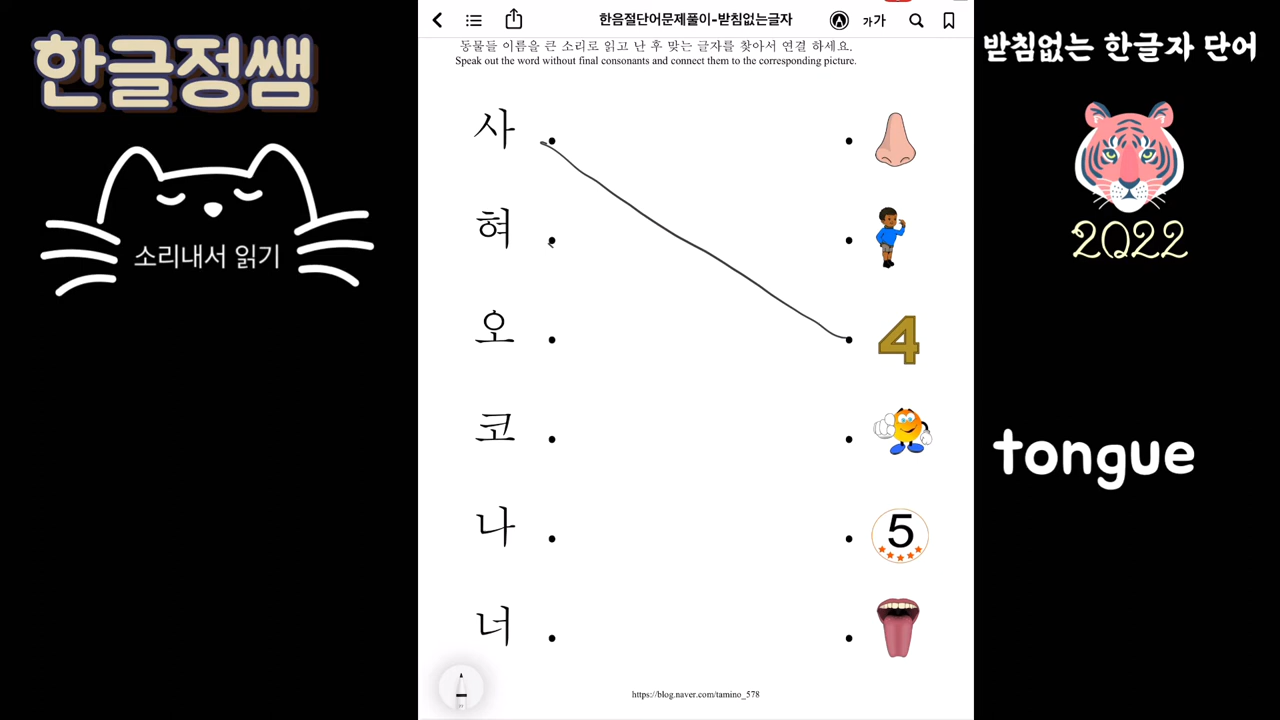 한글정쌤
소리내서 읽기
한음절단어문제풀이-받침없는글자
가가
동물들 이름을 큰 소리로 읽고 난 후 맞는 글자를 찾아서 연결 하세요.
Speak out the word without final consonants and connect them to the corresponding picture.
사
혀
오
코
나
너
4
5
https://blog.naver.com/tamino_578
받침없는 한글자 단어
2022
tongue